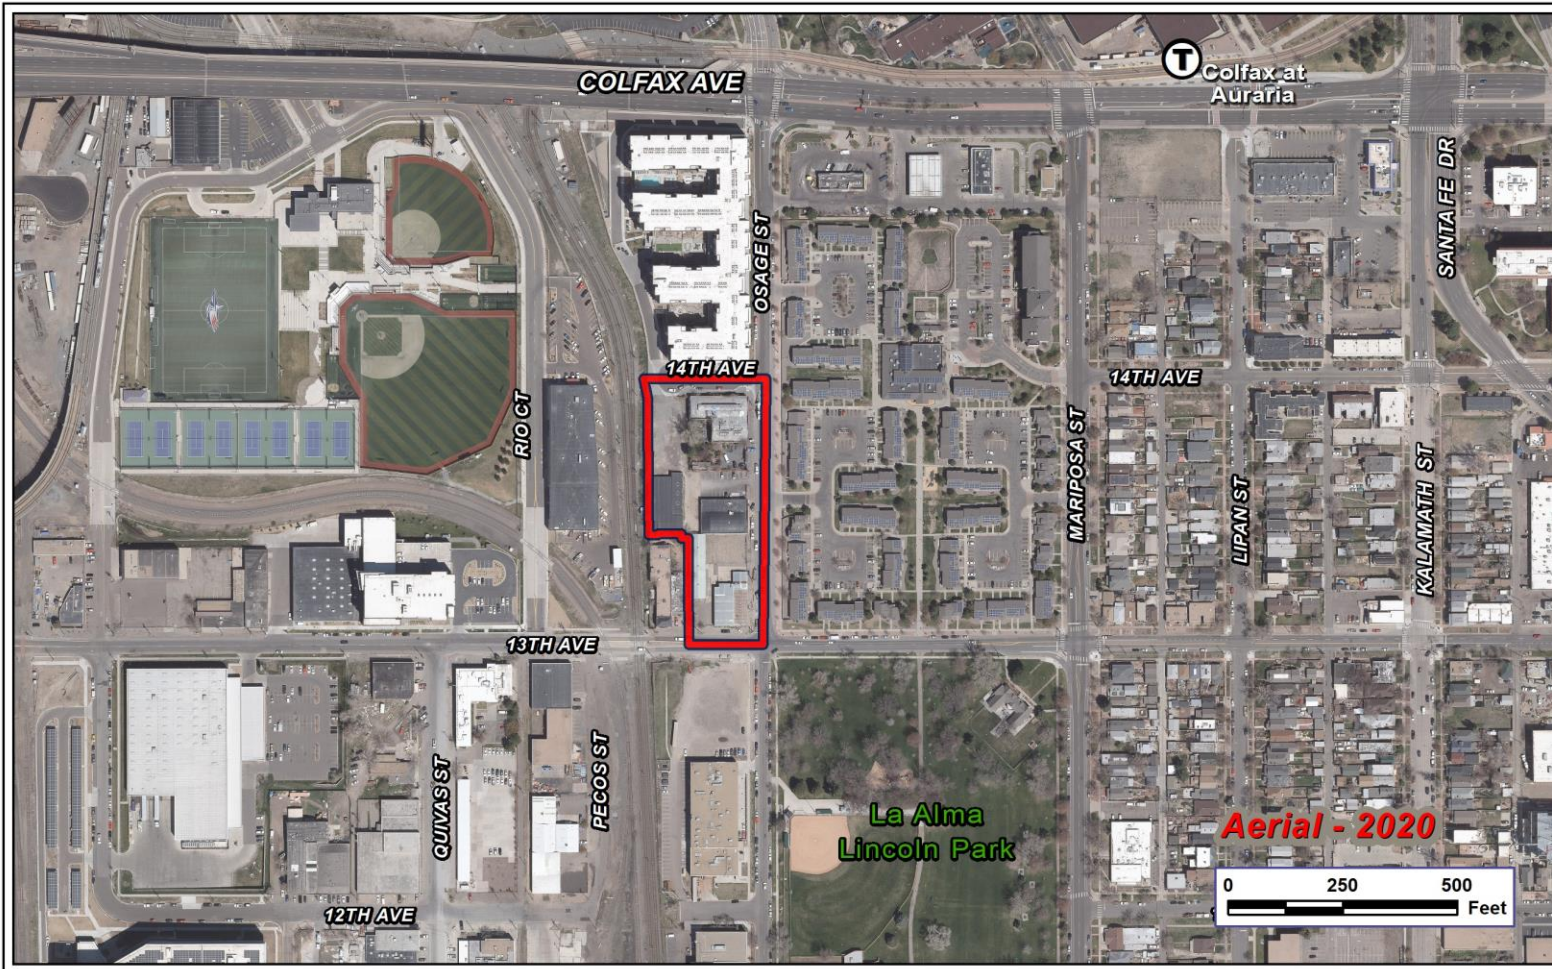 COLFAX AVE
T
Colfax at
Auraria
SANTA FE DR
OSAGE ST
14TH AVE
14TH AVE
RIO CT
MARIPOSA ST
LIPAN ST
KALAMATH ST
13TH AVE
QUIVAS ST
PECOS ST
La Alma
Lincoln Park
Aerial - 2020
0 250 500
Feet
12TH AVE